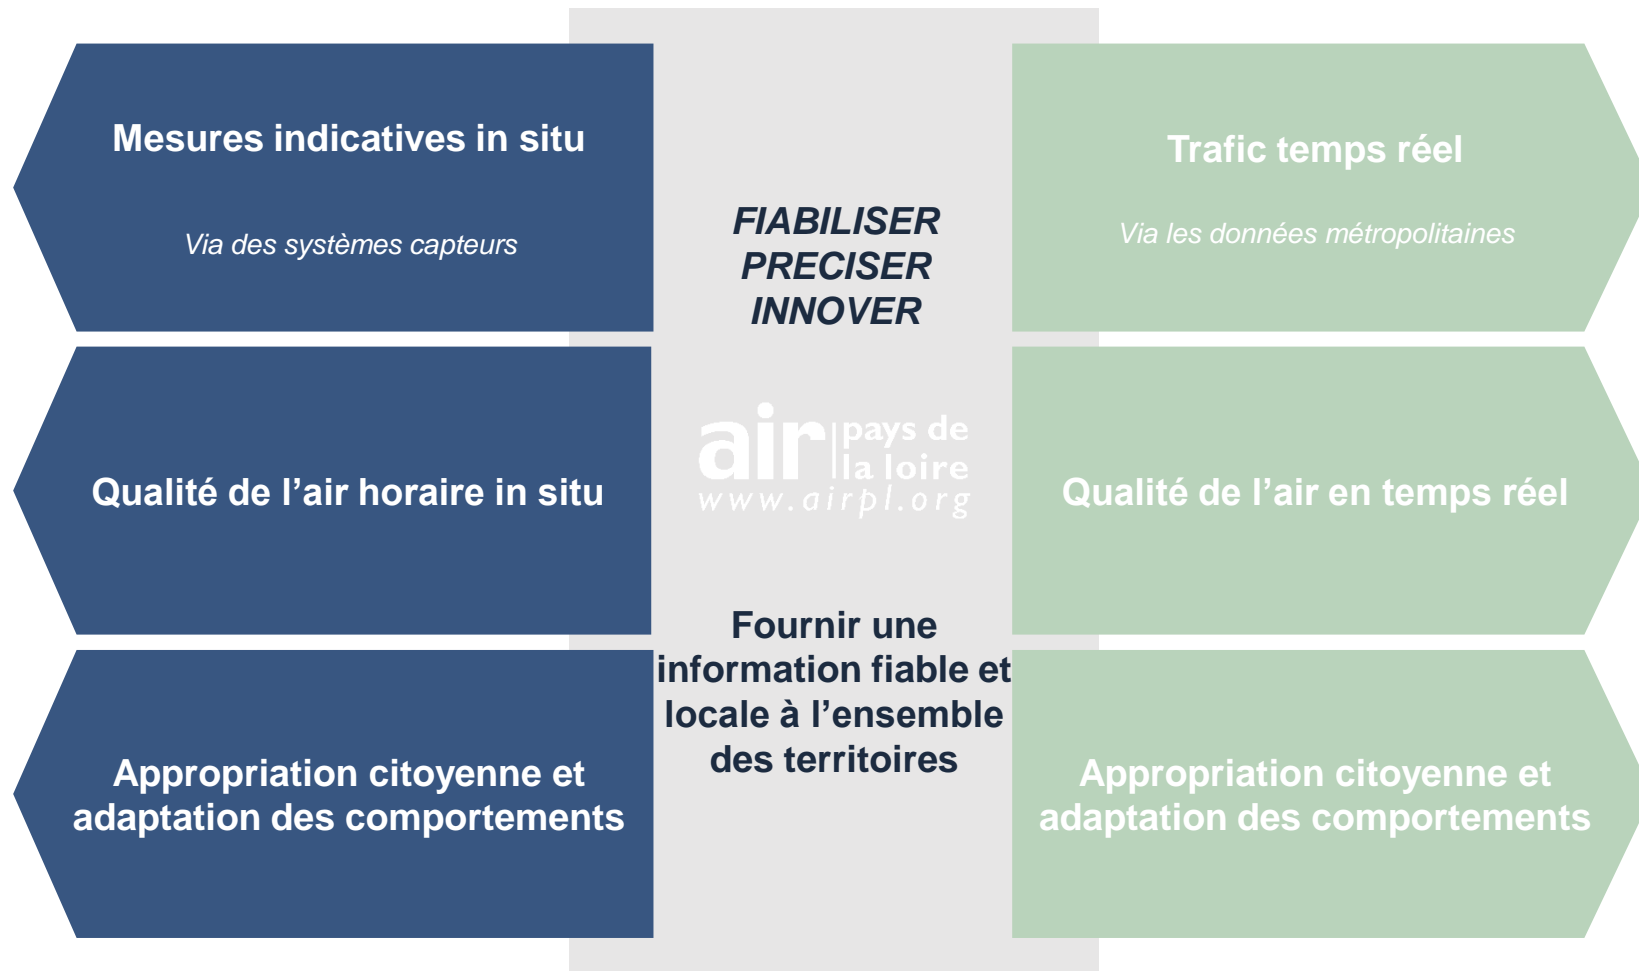 Mesures indicatives in situ
Via des systèmes capteurs
Qualité de l’air horaire in situ
Appropriation citoyenne et
adaptation des comportements
FIABILISER
PRECISER
INNOVER
air pays de
la loire
www.airpl.org
Fournir une
information fiable et
locale à l’ensemble
des territoires
Trafic temps réel
Via les données métropolitaines
Qualité de l’air en temps réel
Appropriation citoyenne et
adaptation des comportements